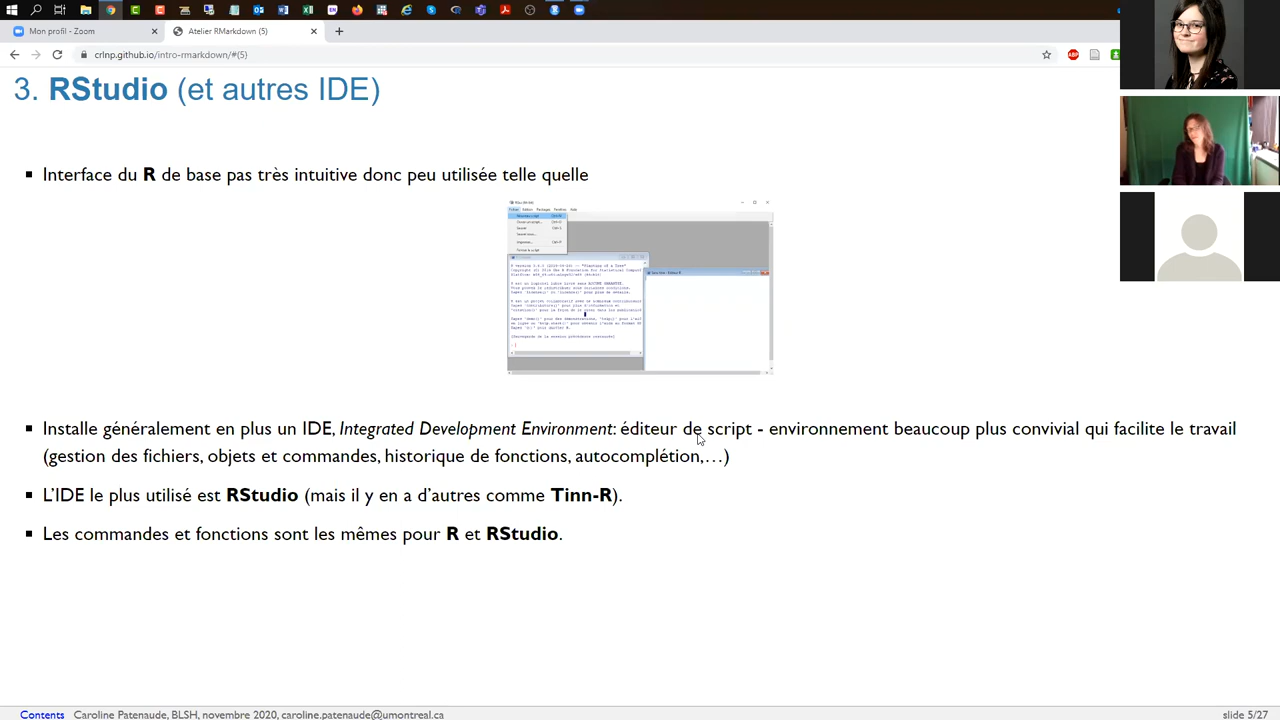 Mon profil - Zoom
Atelier RMarkdown (5)
crlnp.github.io/intro-rmarkdown/#(5)
ABP
3. RStudio (et autres IDE)
Interface du R de base pas très intuitive donc peu utilisée telle quelle
Installe généralement en plus un IDE, Integrated Development Environment: éditeur de script - environnement beaucoup plus convivial qui facilite le travail
(gestion des fichiers, objets et commandes, historique de fonctions, autocomplétion,…)
L’IDE le plus utilisé est RStudio (mais il y en a d’autres comme Tinn-R).
Les commandes et fonctions sont les mêmes pour R et RStudio.
Contents Caroline Patenaude, BLSH, novembre 2020, caroline.patenaude@umontreal.ca
slide 5/27